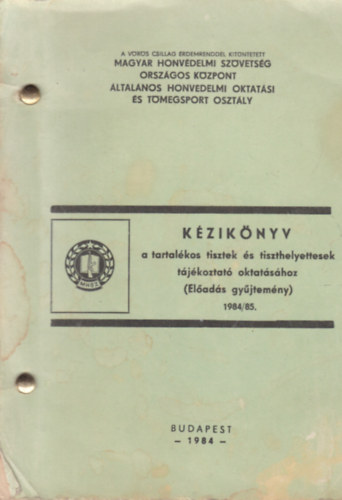 A VÖRÖS CSILLAG ÉRDEMRENDDEL KITÜNTETETT
MAGYAR HONVÉDELMI SZÖVETSÉG
ORSZÁGOS KÖZPONT
ÁLTALÁNOS HONVÉDELMI OKTATÁSI
ÉS TÖMEGSPORT OSZTÁLY
KÉZIKÖNYV
a tartalékos tisztek és tiszthelyettesek
tájékoztató oktatásához
(Előadás gyűjtemény)
1984/85.
MHSZ
BUDAPEST
– 1984 –